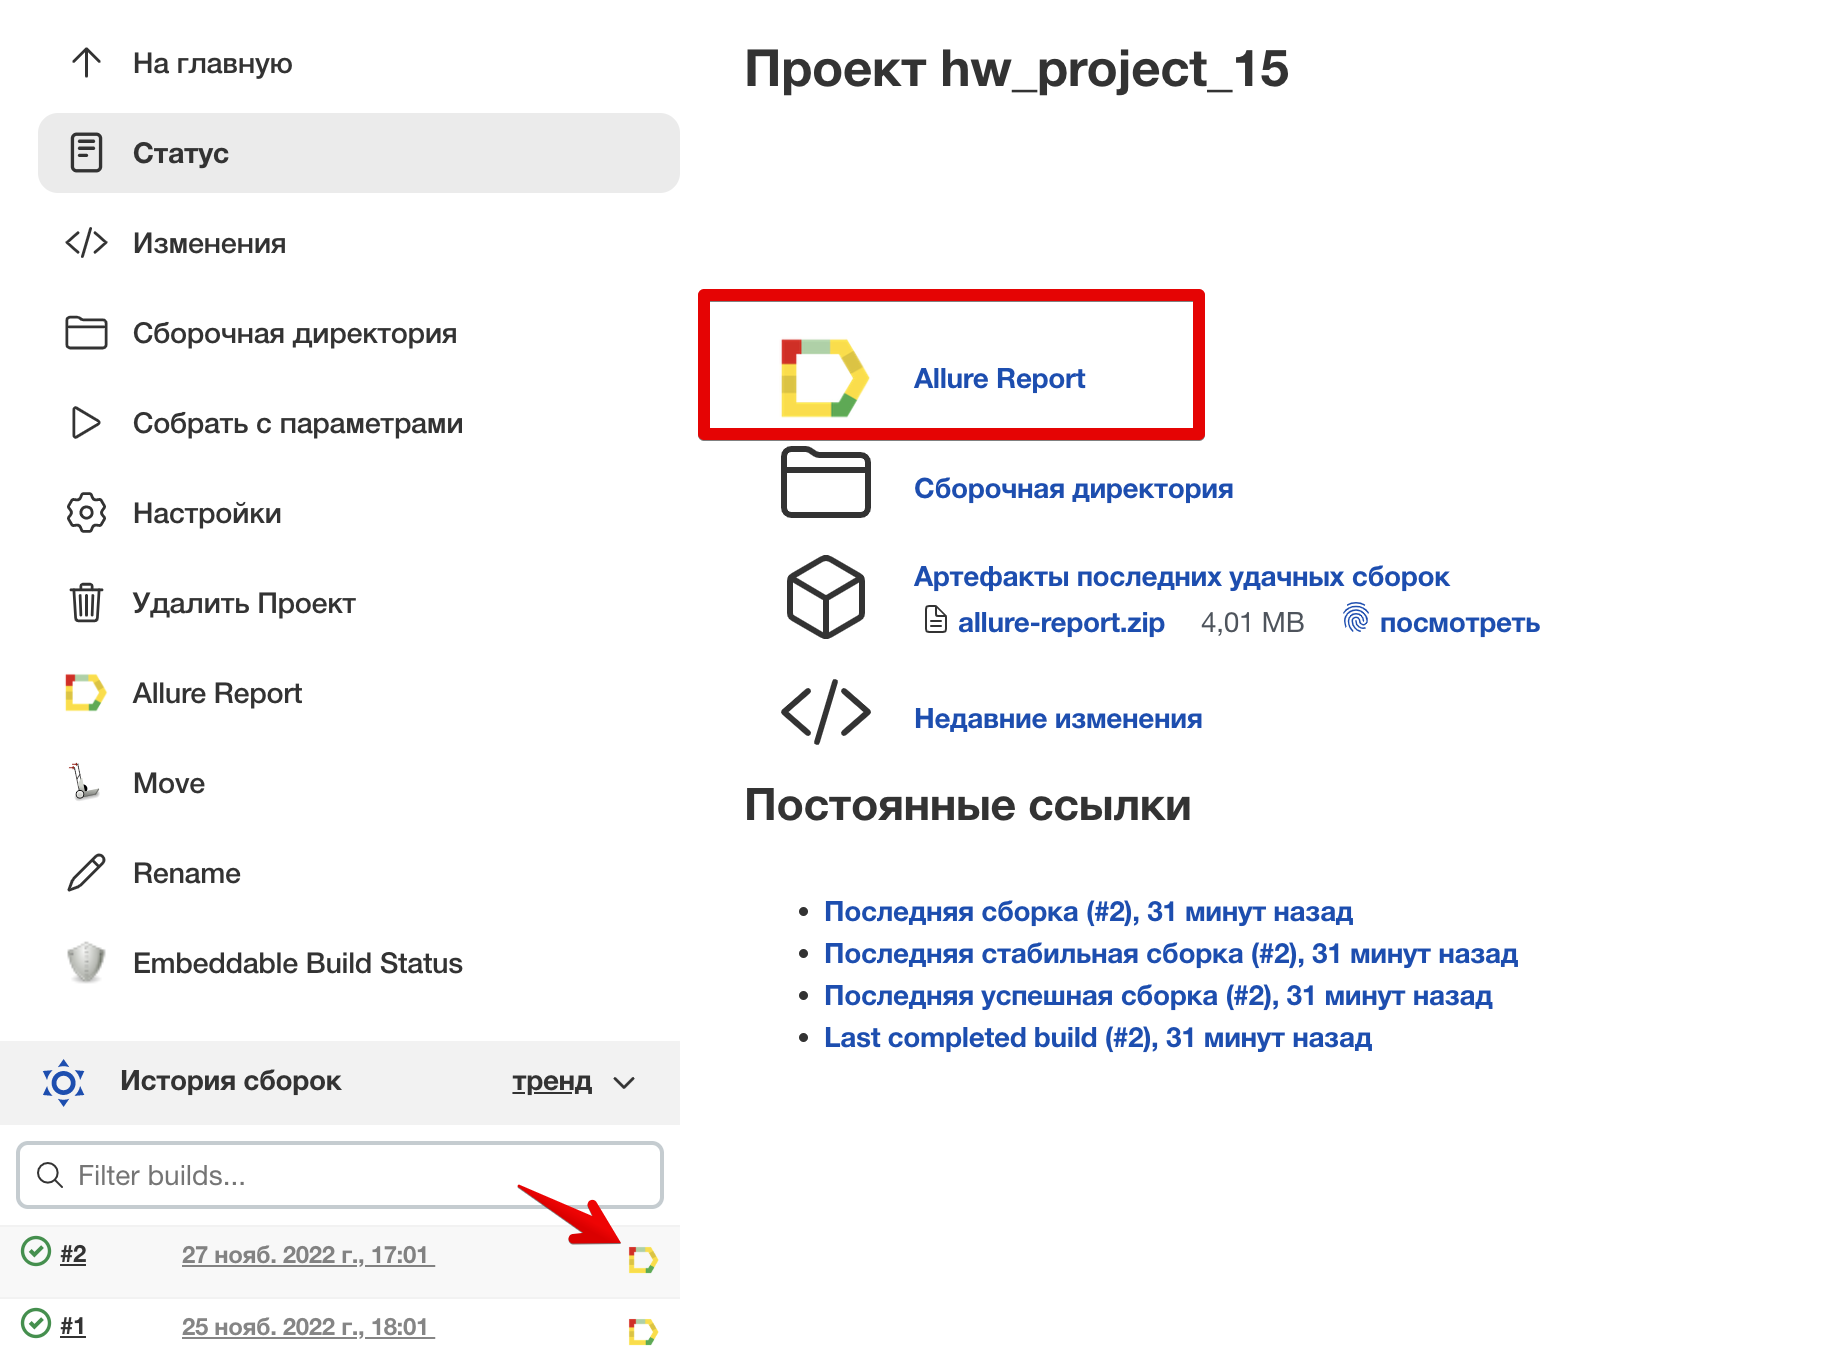 На главную
Статус
Изменения
Сборочная директория
Собрать с параметрами
Настройки
Удалить Проект
Allure Report
Move
Rename
Embeddable Build Status
История сборок тренд
Filter builds...
#2 27 нояб. 2022 г., 17:01
#1 25 нояб. 2022 г., 18:01
Проект hw_project_15
Allure Report
Сборочная директория
Артефакты последних удачных сборок
allure-report.zip 4,01 MB посмотреть
Недавние изменения
Постоянные ссылки
Последняя сборка (#2), 31 минут назад
Последняя стабильная сборка (#2), 31 минут назад
Последняя успешная сборка (#2), 31 минут назад
Last completed build (#2), 31 минут назад